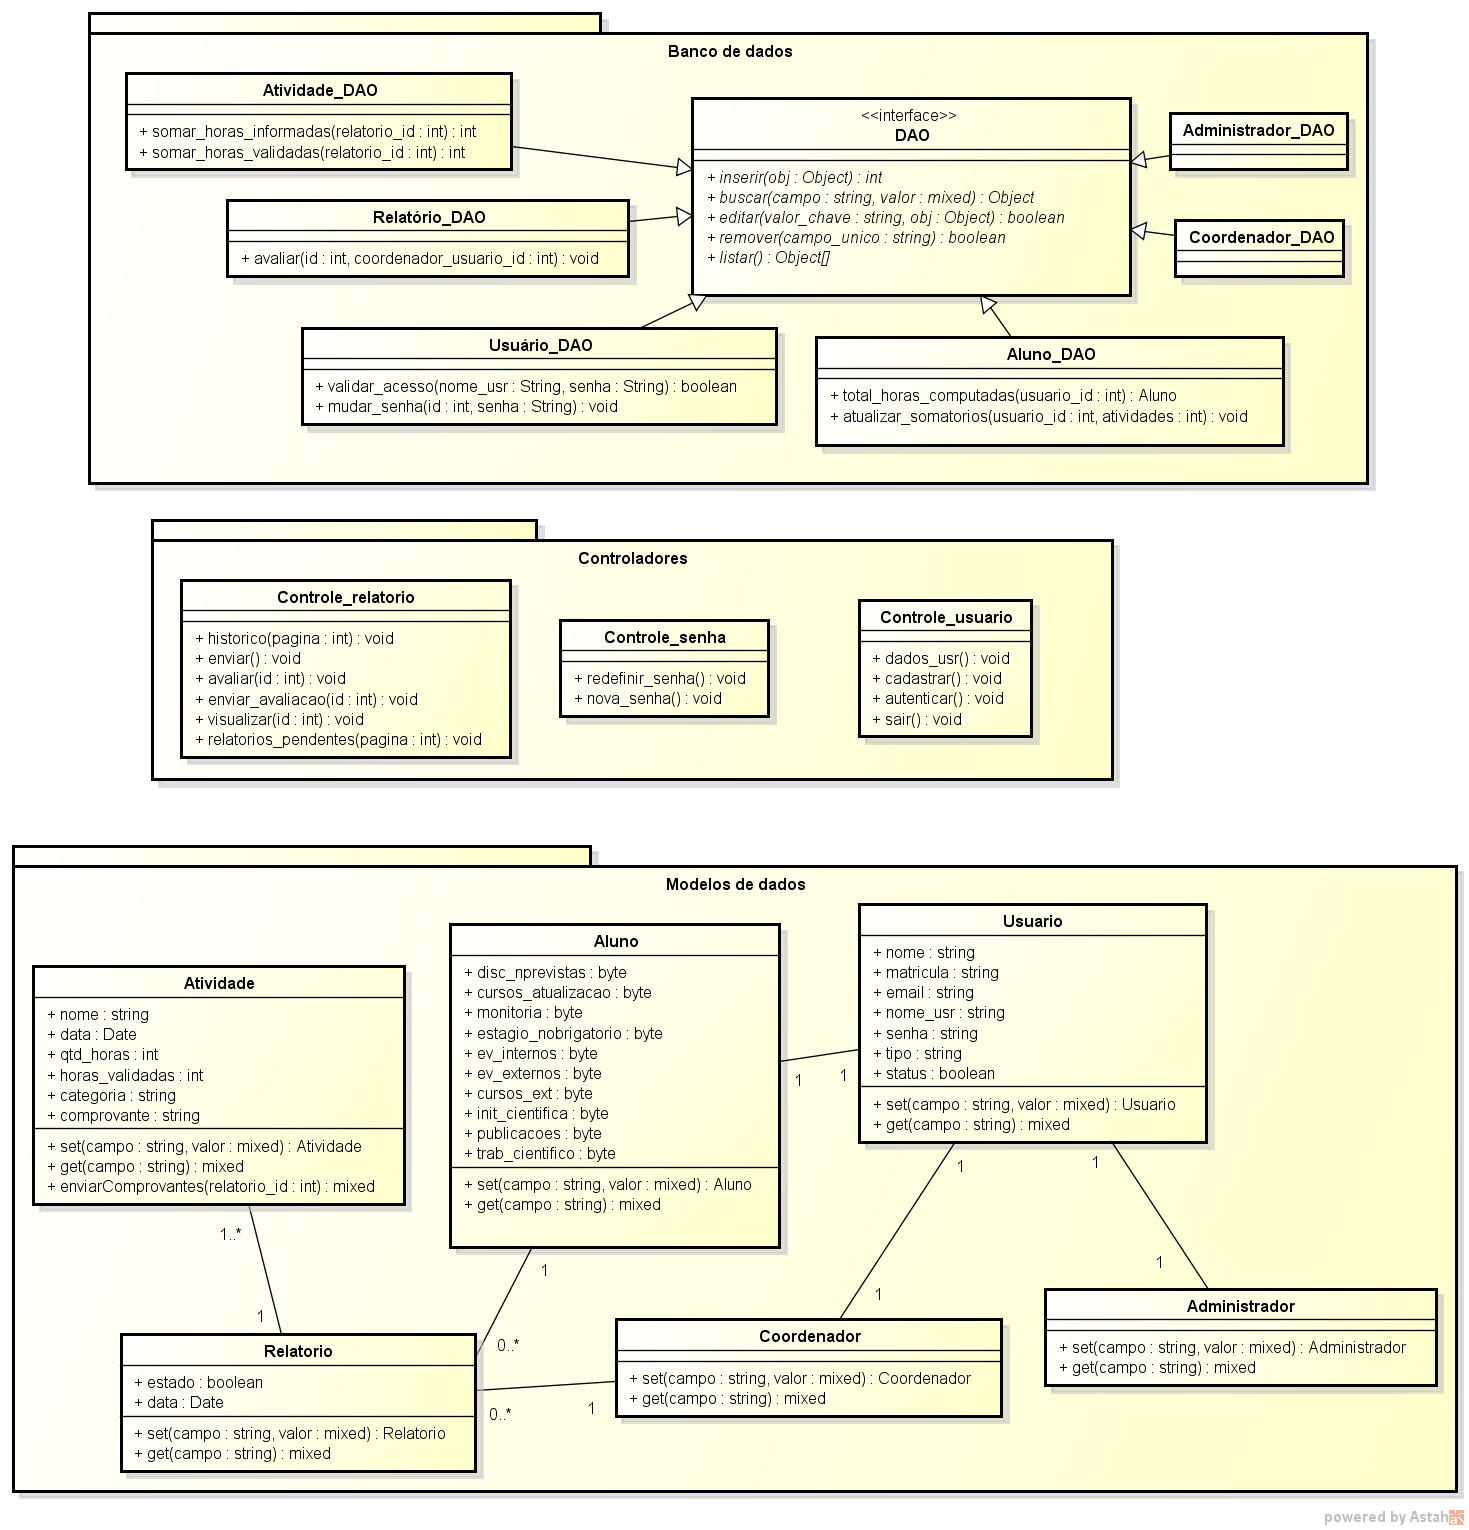 Banco de dados
Atividade_DAO
+ somar_horas_informadas(relatorio_id : int) : int
+ somar_horas_validadas(relatorio_id : int) : int
<<interface>>
DAO
+ inserir(obj : Object) : int
+ buscar(campo : string, valor : mixed) : Object
+ editar(valor_chave : string, obj : Object) : boolean
+ remover(campo_unico : string) : boolean
+ listar() : Object[]
Administrador_DAO
Relatório_DAO
+ avaliar(id : int, coordenador_usuario_id : int) : void
Coordenador_DAO
Usuário_DAO
+ validar_acesso(nome_usr : String, senha : String) : boolean
+ mudar_senha(id : int, senha : String) : void
Aluno_DAO
+ total_horas_computadas(usuario_id : int) : Aluno
+ atualizar_somatorios(usuario_id : int, atividades : int) : void
Controladores
Controle_relatorio
+ historico(pagina : int) : void
+ enviar() : void
+ avaliar(id : int) : void
+ enviar_avaliacao(id : int) : void
+ visualizar(id : int) : void
+ relatorios_pendentes(pagina : int) : void
Controle_senha
+ redefinir_senha() : void
+ nova_senha() : void
Controle_usuario
+ dados_usr() : void
+ cadastrar() : void
+ autenticar() : void
+ sair() : void
Modelos de dados
Atividade
+ nome : string
+ data : Date
+ qtd_horas : int
+ horas_validadas : int
+ categoria : string
+ comprovante : string
+ set(campo : string, valor : mixed) : Atividade
+ get(campo : string) : mixed
+ enviarComprovantes(relatorio_id : int) : mixed
Aluno
+ disc_nprevistas : byte
+ cursos_atualizacao : byte
+ monitoria : byte
+ estagio_nobrigatorio : byte
+ ev_internos : byte
+ ev_externos : byte
+ cursos_ext : byte
+ init_cientifica : byte
+ publicacoes : byte
+ trab_cientifico : byte
+ set(campo : string, valor : mixed) : Aluno
+ get(campo : string) : mixed
Usuario
+ nome : string
+ matricula : string
+ email : string
+ nome_usr : string
+ senha : string
+ tipo : string
+ status : boolean
+ set(campo : string, valor : mixed) : Usuario
+ get(campo : string) : mixed
1
1
1
1
1..*
1
1
0..*
1
1
Relatorio
+ estado : boolean
+ data : Date
+ set(campo : string, valor : mixed) : Relatorio
+ get(campo : string) : mixed
0..*
1
Coordenador
+ set(campo : string, valor : mixed) : Coordenador
+ get(campo : string) : mixed
Administrador
+ set(campo : string, valor : mixed) : Administrador
+ get(campo : string) : mixed
powered by Astah